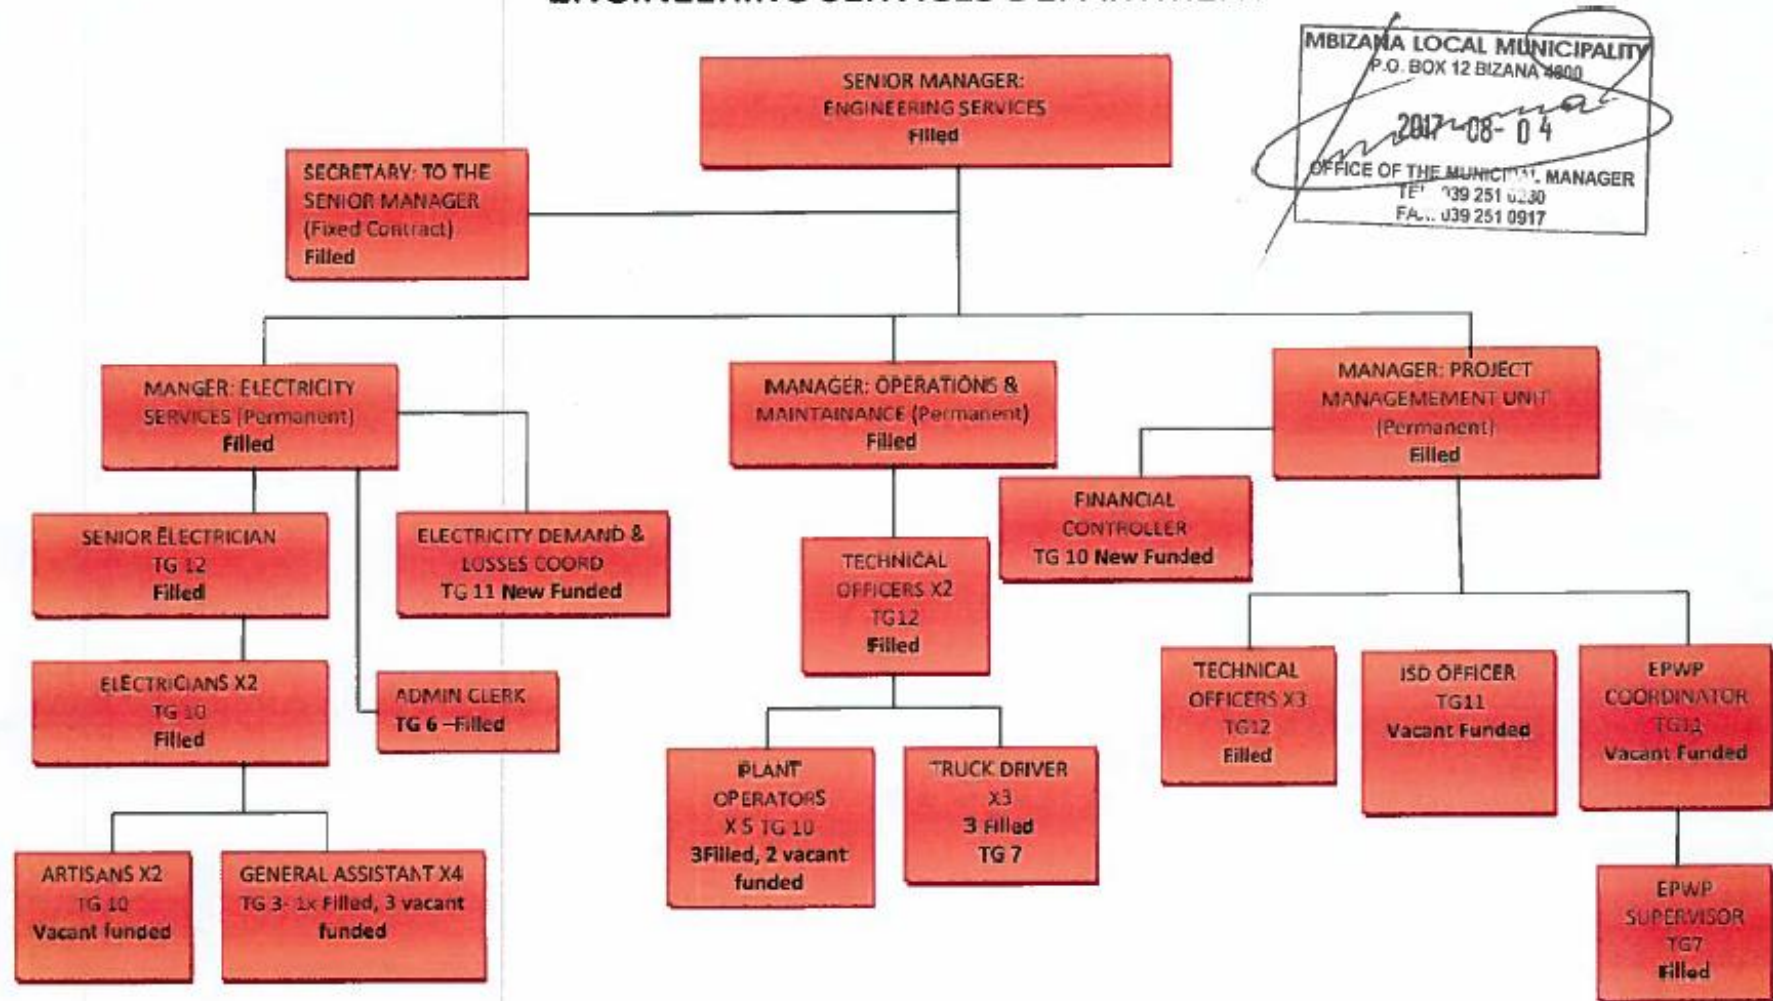 ENGINEERING SERVICES DEPARTMENT
MBIZANA LOCAL MUNICIPALITY
P.O. BOX 12 BIZANA 4800
2017-08-04
OFFICE OF THE MUNICIPAL MANAGER
039 251
039 251 0917
SENIOR MANAGER:
ENGINEERING SERVICES
Filled
SECRETARY: TO THE
SENIOR MANAGER
(Fixed Contract)
Filled
MANGER: ELECTRICITY
SERVICES (Permanent)
Filled
MANAGER: OPERATIONS &
MAINTAINANCE (Permanent)
Filled
MANAGER: PROJECT
MANAGEMEMENT UNIT
(Permanent)
Filled
SENIOR ELECTRICIAN
TG 12
Filled
ELECTRICITY DEMAND &
LOSSES COORD
TG 11 New Funded
TECHNICAL
OFFICERS X2
TG12
Filled
FINANCIAL
CONTROLLER
TG 10 New Funded
ELECTRICIANS X2
TG 10
Filled
ADMIN CLERK
TG 6 –Filled
TECHNICAL
OFFICERS X3
TG12
Filled
ISD OFFICER
TG11
Vacant Funded
EPWP
COORDINATOR
TG11
Vacant Funded
PLANT
OPERATORS
X 5 TG 10
3Filled, 2 vacant
funded
TRUCK DRIVER
X3
3 Filled
TG 7
ARTISANS X2
TG 10
Vacant funded
GENERAL ASSISTANT X4
TG 3- 1x Filled, 3 vacant
funded
EPWP
SUPERVISOR
TG7
Filled